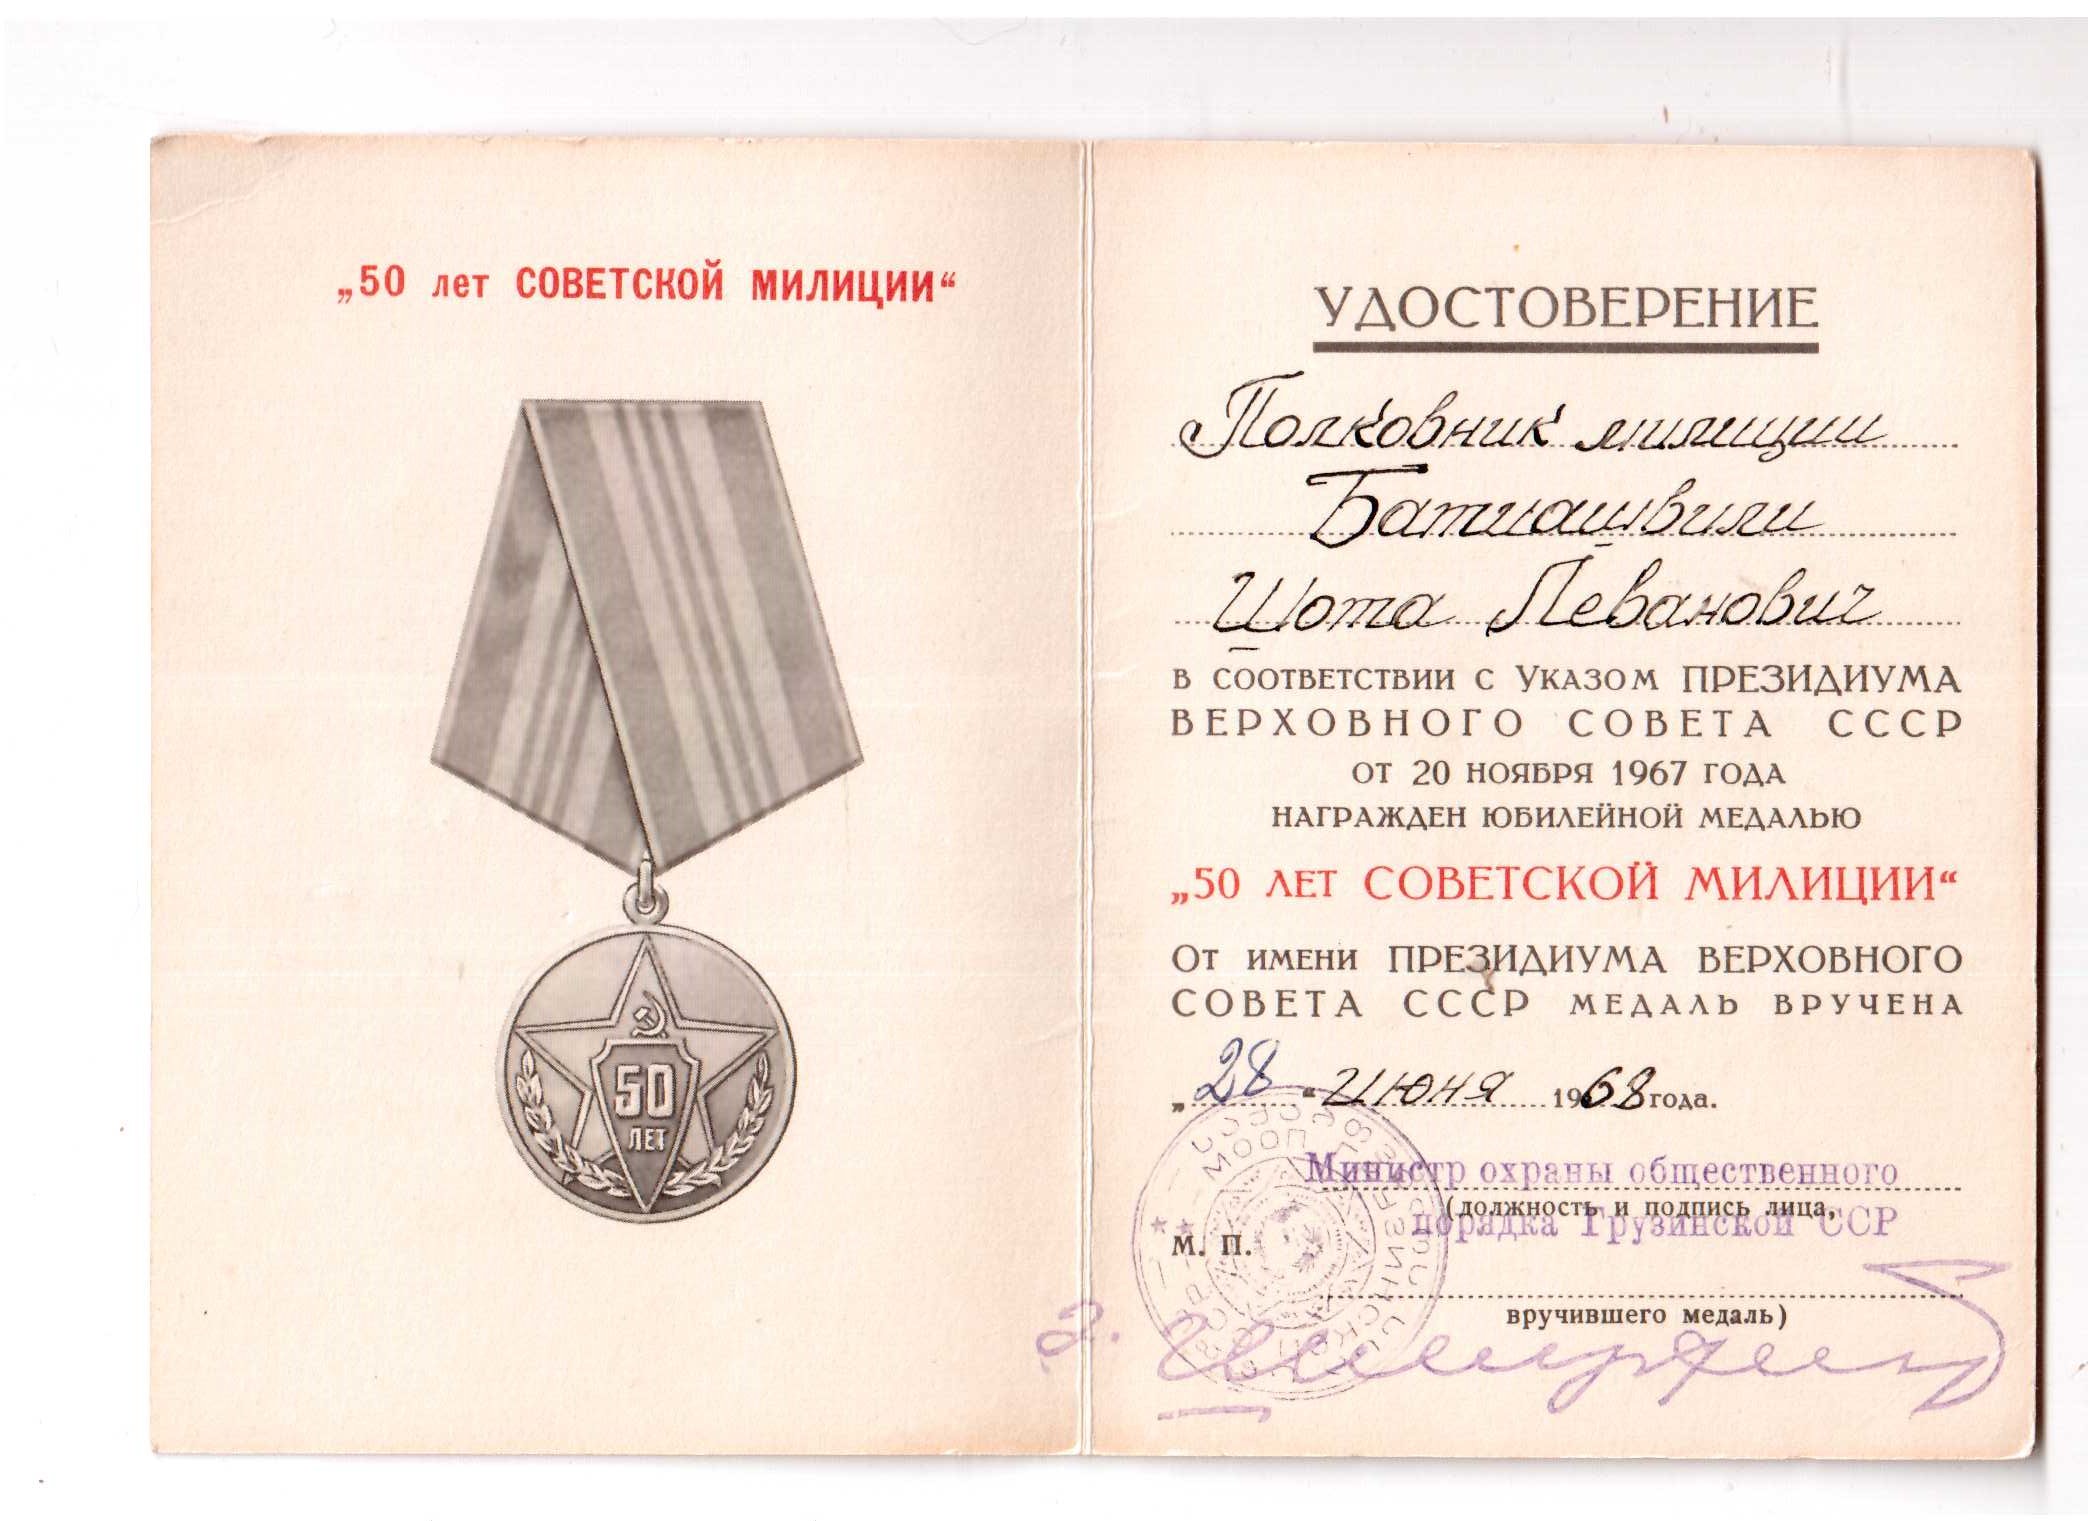 „50 лет СОВЕТСКОЙ МИЛИЦИИ“
50
ЛЕТ
УДОСТОВЕРЕНИЕ
Полковник милиции
Батиашвили
Шота Леванович
В СООТВЕТСТВИИ С УКАЗОМ ПРЕЗИДИУМА
ВЕРХОВНОГО СОВЕТА СССР
ОТ 20 НОЯБРЯ 1967 ГОДА
НАГРАЖДЕН ЮБИЛЕЙНОЙ МЕДАЛЬЮ
„50 ЛЕТ СОВЕТСКОЙ МИЛИЦИИ“
ОТ ИМЕНИ ПРЕЗИДИУМА ВЕРХОВНОГО
СОВЕТА СССР МЕДАЛЬ ВРУЧЕНА
„28“ июня 1968 года.
Министр охраны общественного
(должность и подпись лица,
порядка Грузинской ССР
М. П.
вручившего медаль)
МООП